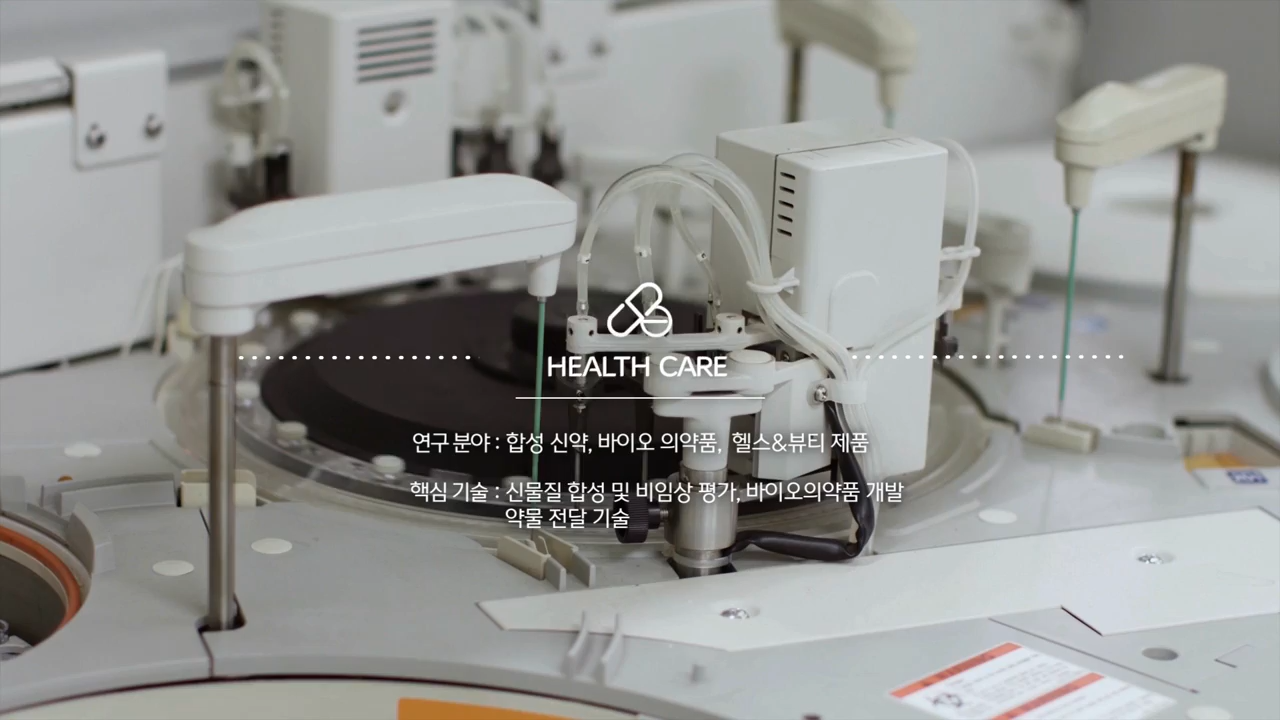 HEALTH CARE
연구 분야 : 합성 신약, 바이오 의약품, 헬스&뷰티 제품
핵심 기술 : 신물질 합성 및 비임상 평가, 바이오의약품 개발
약물 전달 기술